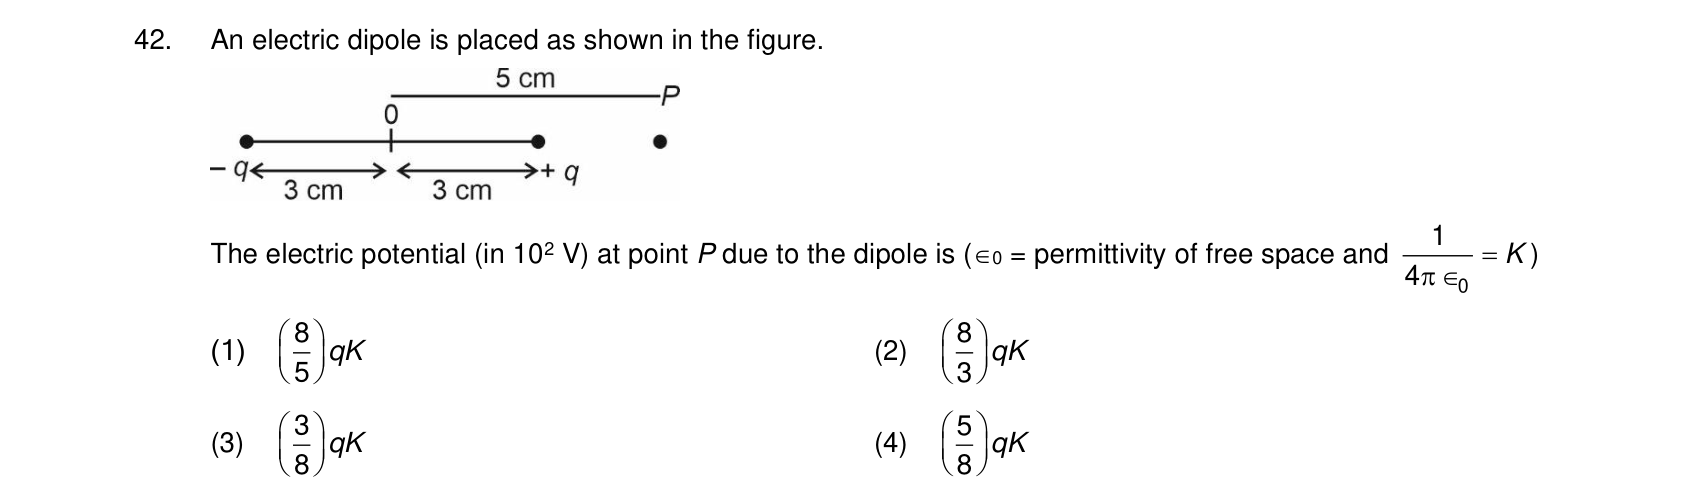 42. An electric dipole is placed as shown in the figure.
5 cm
P
0
– q
+ q
3 cm 3 cm
The electric potential (in 10² V) at point P due to the dipole is (∈₀ = permittivity of free space and 1/(4π ∈₀) = K)
(1) (8/5) qK (2) (8/3) qK
(3) (3/8) qK (4) (5/8) qK